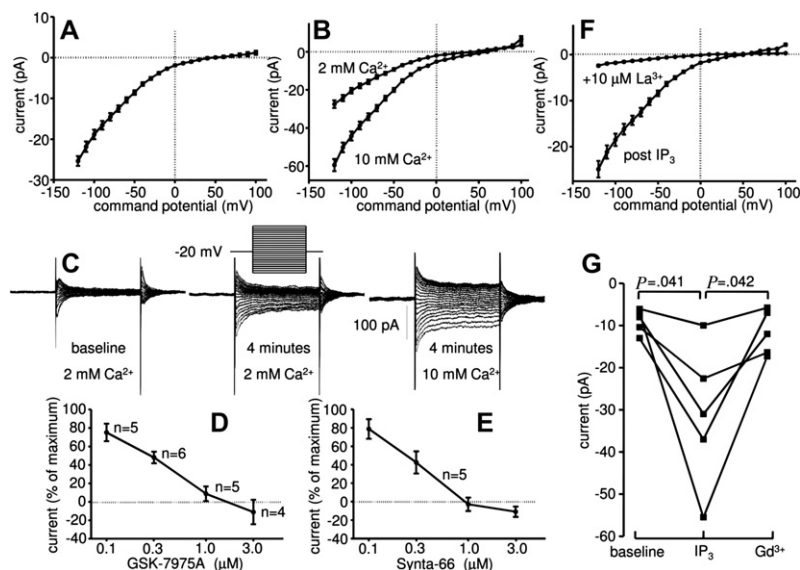 A
current (pA)
10
0
-10
-20
-30
-150 -100 -50 0 50 100
command potential (mV)
B
current (pA)
20
0
-20
-40
-60
2 mM Ca²⁺
10 mM Ca²⁺
-150 -100 -50 0 50 100
command potential (mV)
F
current (pA)
10
0
-10
-20
-30
+10 µM La³⁺
post IP₃
-150 -100 -50 0 50 100
command potential (mV)
C
-20 mV
baseline
2 mM Ca²⁺
4 minutes
2 mM Ca²⁺
100 pA
4 minutes
10 mM Ca²⁺
D
current (% of maximum)
100
80
60
40
20
0
-20
-40
n=5
n=6
n=5
n=4
0.1 0.3 1.0 3.0
GSK-7975A (µM)
E
current (% of maximum)
100
80
60
40
20
0
-20
-40
n=5
0.1 0.3 1.0 3.0
Synta-66 (µM)
G
current (pA)
0
-10
-20
-30
-40
-50
-60
P=.041 P=.042
baseline IP₃ Gd³⁺